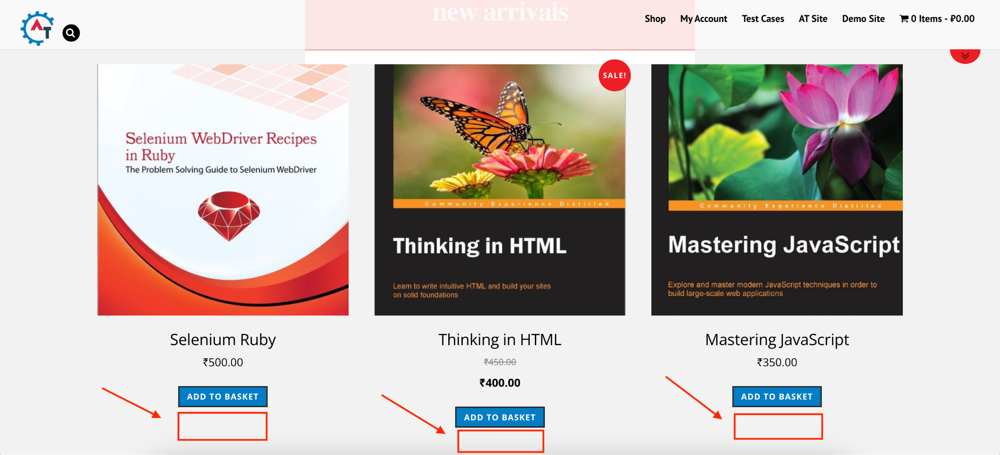 new arrivals
Shop My Account Test Cases AT Site Demo Site 0 Items - ₽0.00
AT
SALE!
Selenium WebDriver Recipes
in Ruby
The Problem Solving Guide to Selenium WebDriver
Community Experience Distilled
Thinking in HTML
Learn to write intuitive HTML and build your sites
on solid foundations
Community Experience Distilled
Mastering JavaScript
Explore and master modern JavaScript techniques in order to
build large-scale web applications
Selenium Ruby
₹500.00
ADD TO BASKET
Thinking in HTML
₹450.00
₹400.00
ADD TO BASKET
Mastering JavaScript
₹350.00
ADD TO BASKET